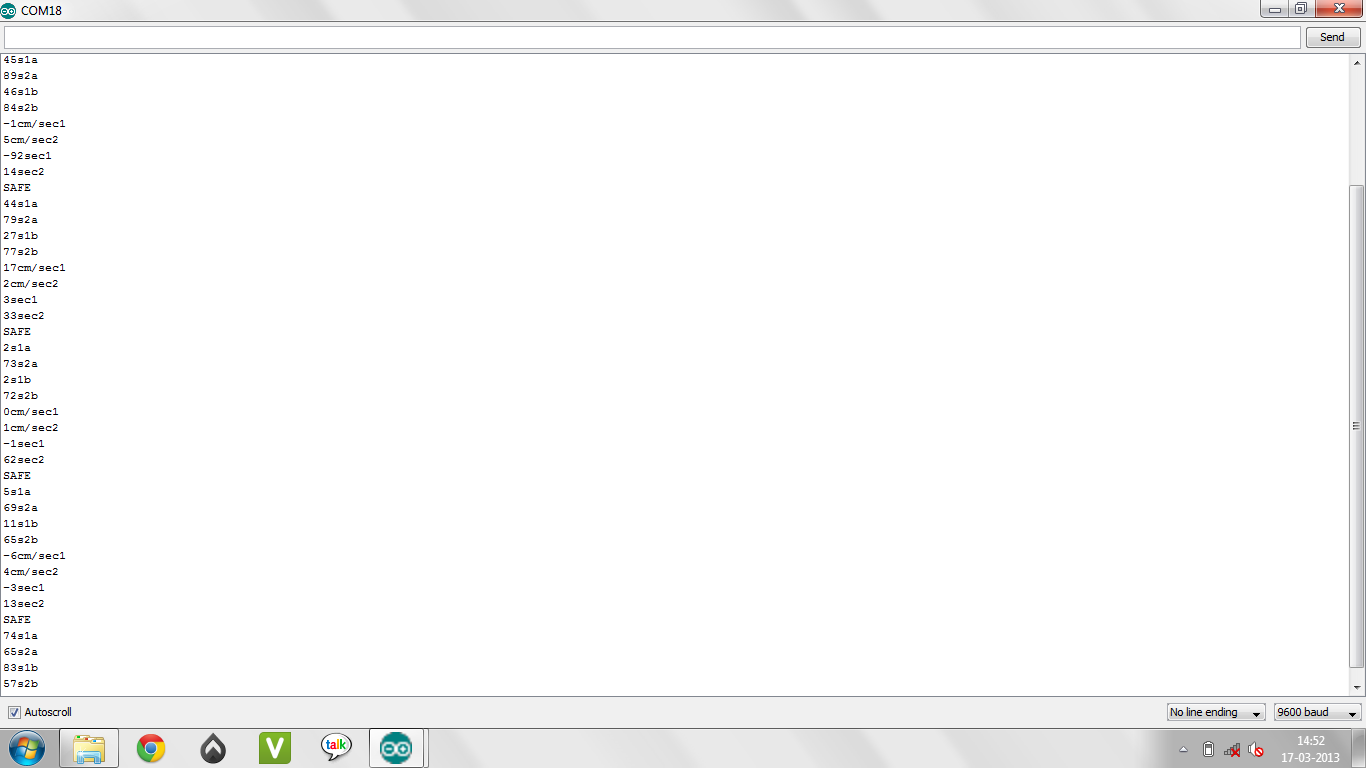 COM18
Send
45s1a
89s2a
46s1b
84s2b
-1cm/sec1
5cm/sec2
-92sec1
14sec2
SAFE
44s1a
79s2a
27s1b
77s2b
17cm/sec1
2cm/sec2
3sec1
33sec2
SAFE
2s1a
73s2a
2s1b
72s2b
0cm/sec1
1cm/sec2
-1sec1
62sec2
SAFE
5s1a
69s2a
11s1b
65s2b
-6cm/sec1
4cm/sec2
-3sec1
13sec2
SAFE
74s1a
65s2a
83s1b
57s2b
Autoscroll
No line ending
9600 baud
V
talk
14:52
17-03-2013